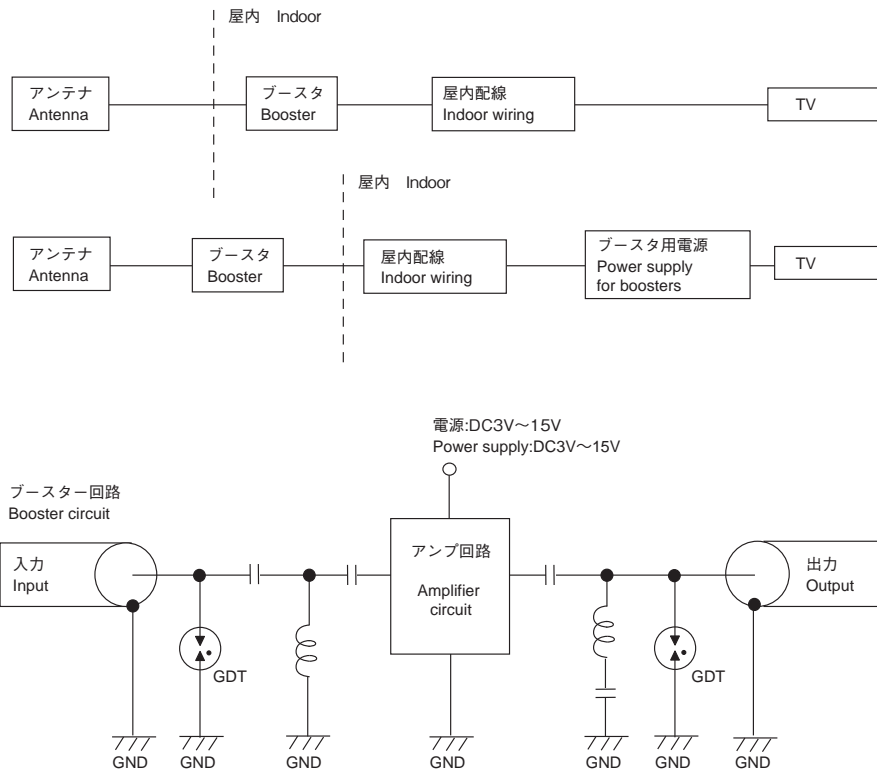 屋内 Indoor
アンテナ
Antenna
ブースタ
Booster
屋内配線
Indoor wiring
TV
屋内 Indoor
アンテナ
Antenna
ブースタ
Booster
屋内配線
Indoor wiring
ブースタ用電源
Power supply
for boosters
TV
電源:DC3V～15V
Power supply:DC3V～15V
ブースター回路
Booster circuit
入力
Input
アンプ回路
Amplifier
circuit
出力
Output
GDT
GDT
GND
GND
GND
GND
GND
GND
GND